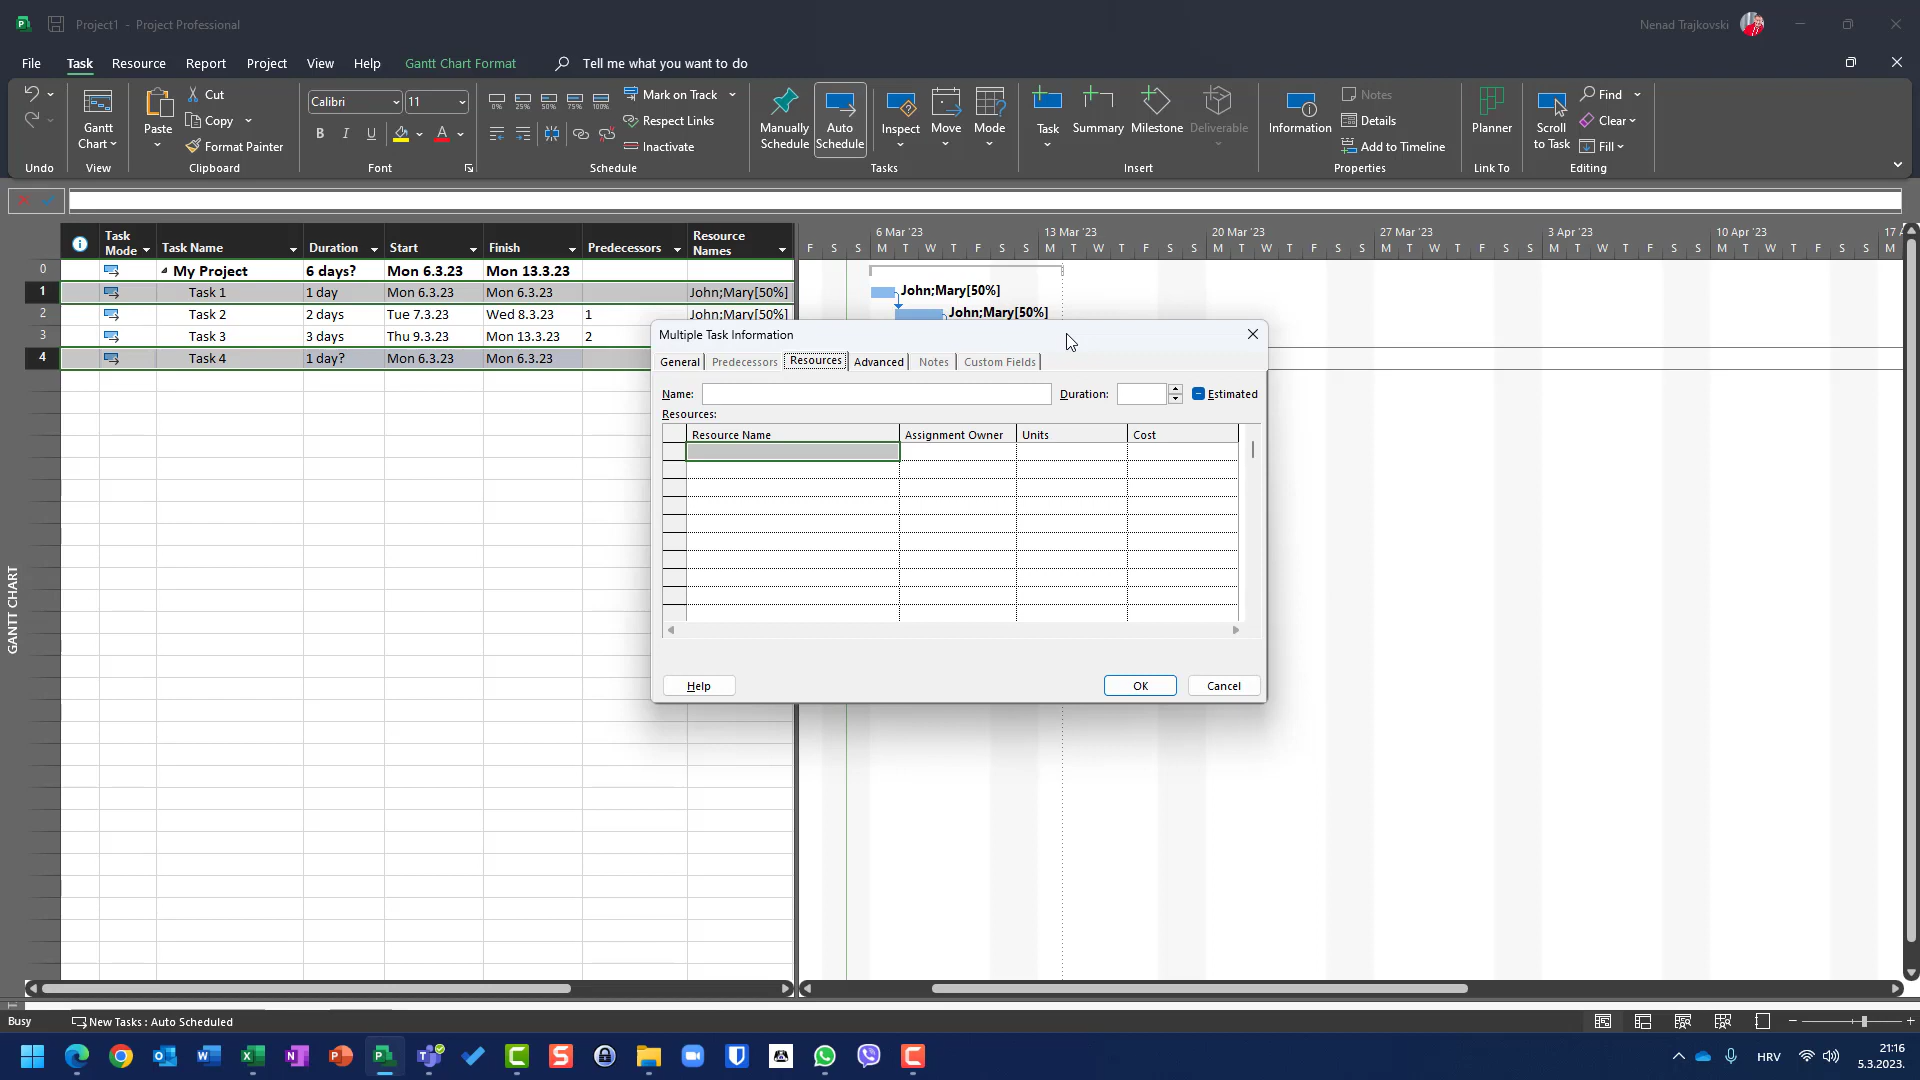 Project1 - Project Professional
Nenad Trajkovski
File Task Resource Report Project View Help Gantt Chart Format Tell me what you want to do
Undo
Gantt
Chart
View
Paste
Cut
Copy
Format Painter
Clipboard
Calibri 11
B I U A
Font
0% 25% 50% 75% 100%
Mark on Track
Respect Links
Inactivate
Schedule
Manually
Schedule
Auto
Schedule
Inspect
Move
Mode
Tasks
Task
Summary
Milestone
Deliverable
Insert
Information
Notes
Details
Add to Timeline
Properties
Planner
Link To
Scroll
to Task
Find
Clear
Fill
Editing
Task Mode Task Name Duration Start Finish Predecessors Resource Names
6 Mar '23 13 Mar '23 20 Mar '23 27 Mar '23 3 Apr '23 10 Apr '23 17 A
F S S M T W T F S S M T W T F S S M T W T F S S M T W T F S S M T W T F S S M T W T F S S M
0 My Project 6 days? Mon 6.3.23 Mon 13.3.23
1 Task 1 1 day Mon 6.3.23 Mon 6.3.23 John;Mary[50%]
2 Task 2 2 days Tue 7.3.23 Wed 8.3.23 1 John;Mary[50%]
3 Task 3 3 days Thu 9.3.23 Mon 13.3.23 2
4 Task 4 1 day? Mon 6.3.23 Mon 6.3.23
John;Mary[50%]
John;Mary[50%]
Multiple Task Information
General Predecessors Resources Advanced Notes Custom Fields
Name: Duration: Estimated
Resources:
Resource Name Assignment Owner Units Cost
Help OK Cancel
GANTT CHART
Busy New Tasks : Auto Scheduled
HRV
21:16
5.3.2023.